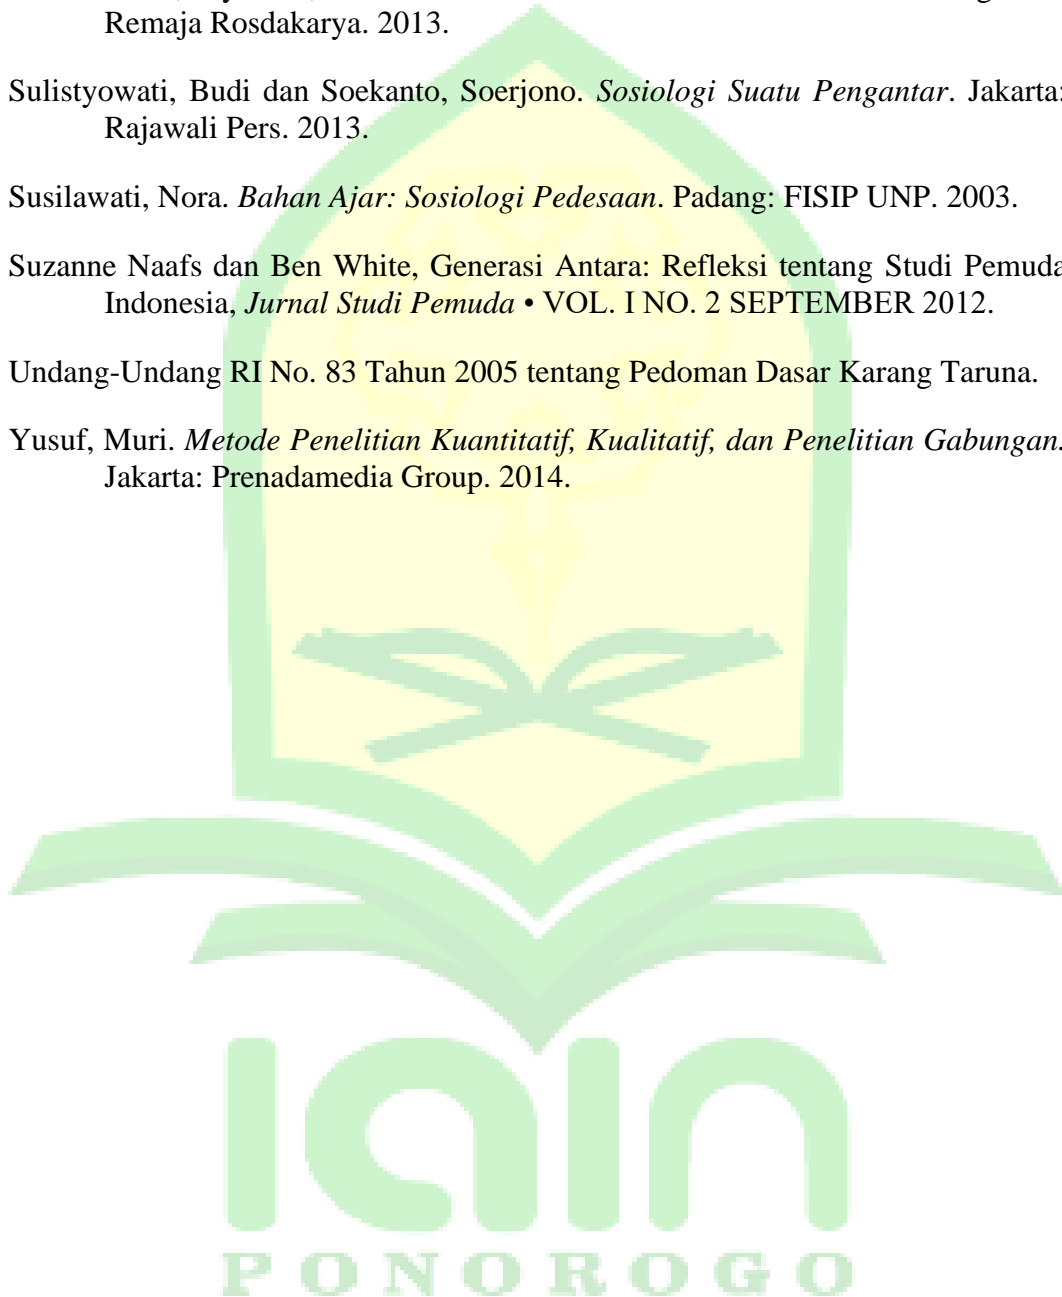 Remaja Rosdakarya. 2013.
Sulistyowati, Budi dan Soekanto, Soerjono. Sosiologi Suatu Pengantar. Jakarta:
Rajawali Pers. 2013.
Susilawati, Nora. Bahan Ajar: Sosiologi Pedesaan. Padang: FISIP UNP. 2003.
Suzanne Naafs dan Ben White, Generasi Antara: Refleksi tentang Studi Pemuda
Indonesia, Jurnal Studi Pemuda • VOL. I NO. 2 SEPTEMBER 2012.
Undang-Undang RI No. 83 Tahun 2005 tentang Pedoman Dasar Karang Taruna.
Yusuf, Muri. Metode Penelitian Kuantitatif, Kualitatif, dan Penelitian Gabungan.
Jakarta: Prenadamedia Group. 2014.
IAIN
PONOROGO